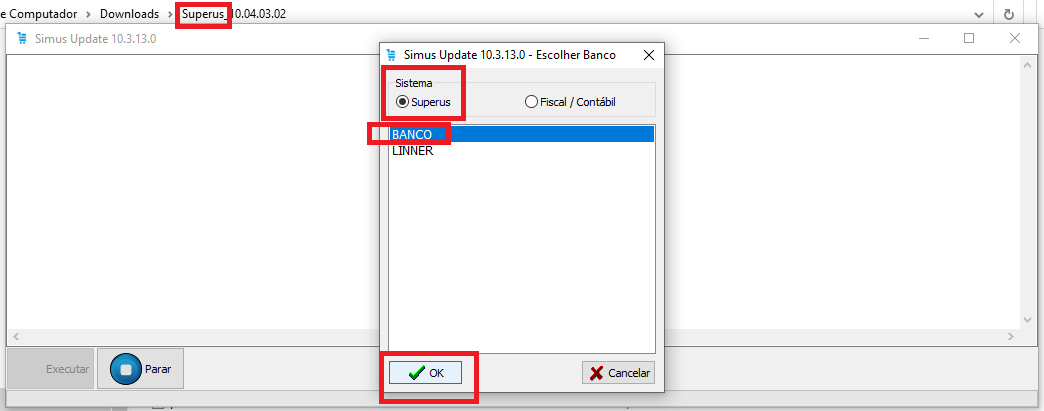 e Computador > Downloads > Superus_10.04.03.02
Simus Update 10.3.13.0
Simus Update 10.3.13.0 - Escolher Banco
Sistema
Superus
Fiscal / Contábil
BANCO
LINNER
OK
Cancelar
Executar
Parar